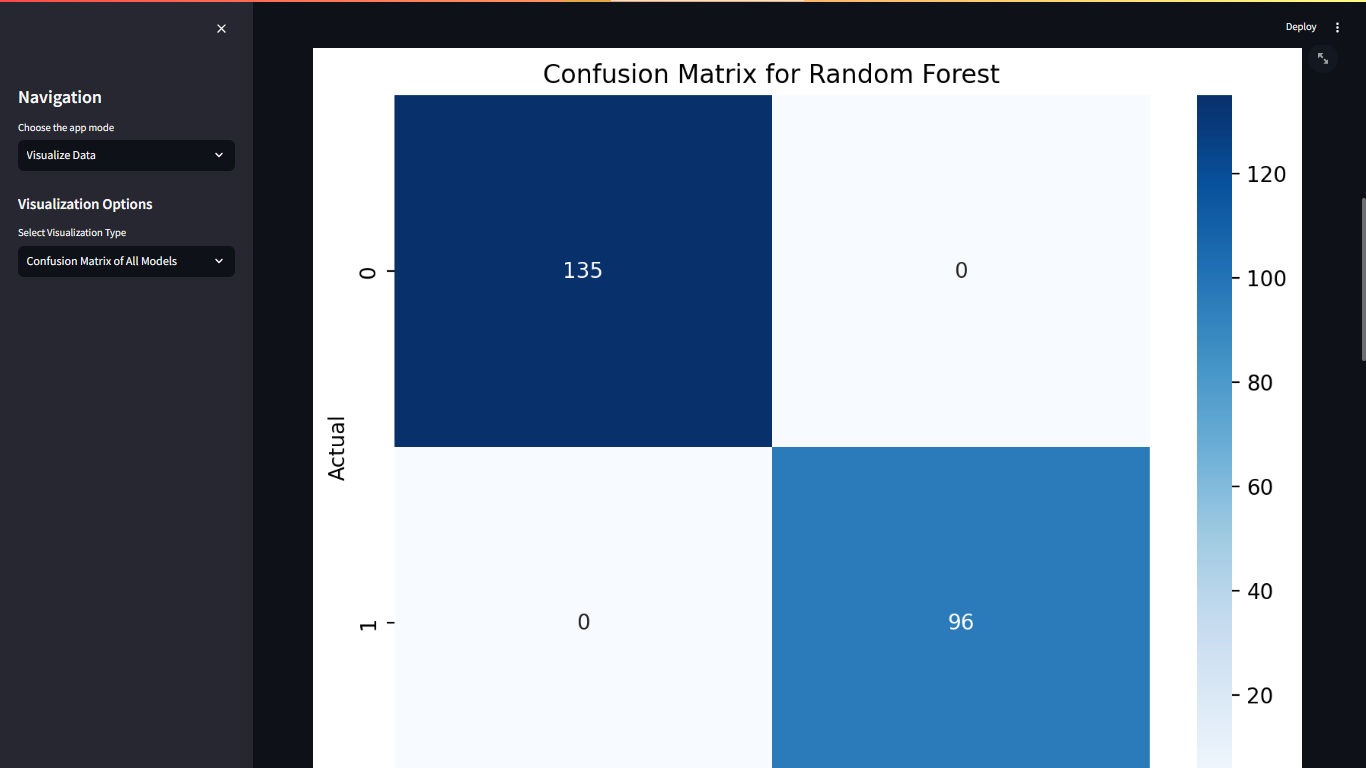 Deploy
Navigation
Choose the app mode
Visualize Data
Visualization Options
Select Visualization Type
Confusion Matrix of All Models
Confusion Matrix for Random Forest
Actual
0
1
135
0
0
96
120
100
80
60
40
20